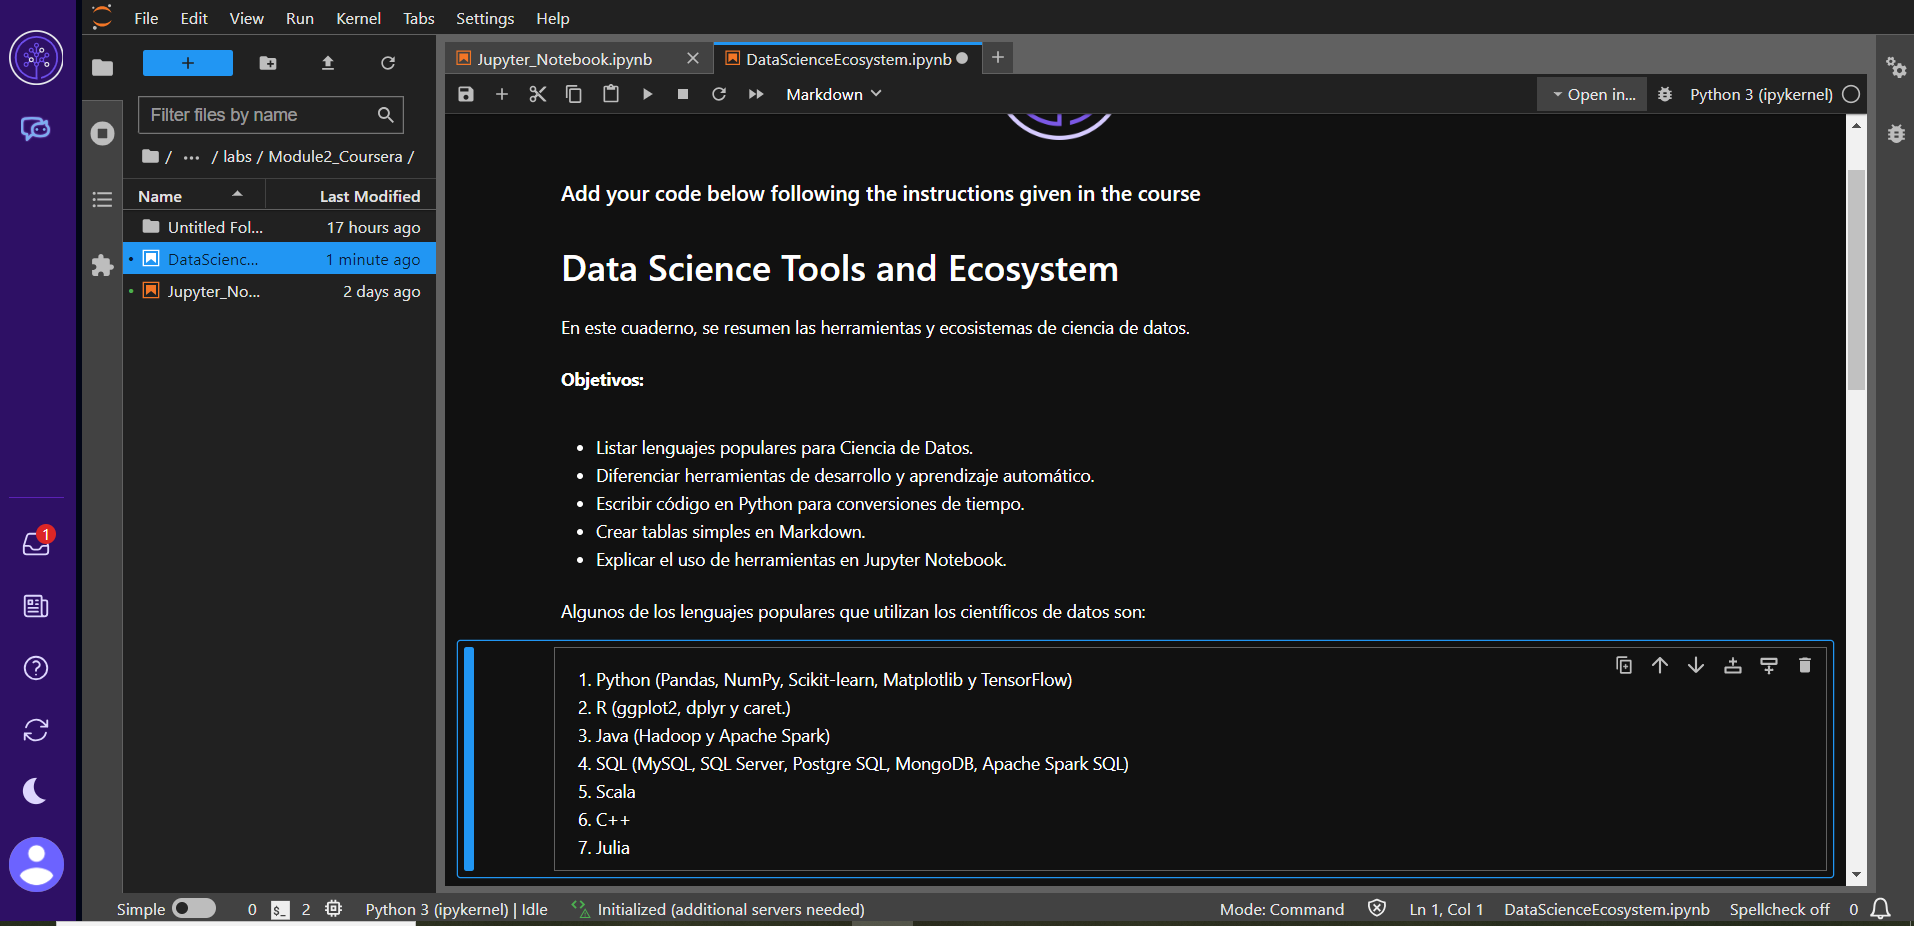 File Edit View Run Kernel Tabs Settings Help
Jupyter_Notebook.ipynb
DataScienceEcosystem.ipynb
Filter files by name
Markdown
Open in...
Python 3 (ipykernel)
/ ... / labs / Module2_Coursera /
Name Last Modified
Untitled Fol... 17 hours ago
DataScienc... 1 minute ago
Jupyter_No... 2 days ago
Add your code below following the instructions given in the course
Data Science Tools and Ecosystem
En este cuaderno, se resumen las herramientas y ecosistemas de ciencia de datos.
Objetivos:
• Listar lenguajes populares para Ciencia de Datos.
• Diferenciar herramientas de desarrollo y aprendizaje automático.
• Escribir código en Python para conversiones de tiempo.
• Crear tablas simples en Markdown.
• Explicar el uso de herramientas en Jupyter Notebook.
Algunos de los lenguajes populares que utilizan los científicos de datos son:
1. Python (Pandas, NumPy, Scikit-learn, Matplotlib y TensorFlow)
2. R (ggplot2, dplyr y caret.)
3. Java (Hadoop y Apache Spark)
4. SQL (MySQL, SQL Server, Postgre SQL, MongoDB, Apache Spark SQL)
5. Scala
6. C++
7. Julia
1
Simple 0 $_ 2 Python 3 (ipykernel) | Idle Initialized (additional servers needed) Mode: Command Ln 1, Col 1 DataScienceEcosystem.ipynb Spellcheck off 0